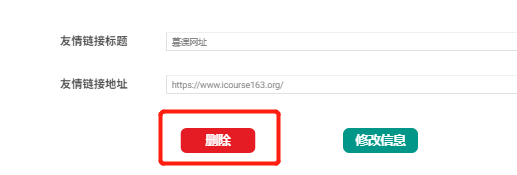 友情链接标题 慕课网址
友情链接地址 https://www.icourse163.org/
删除 修改信息